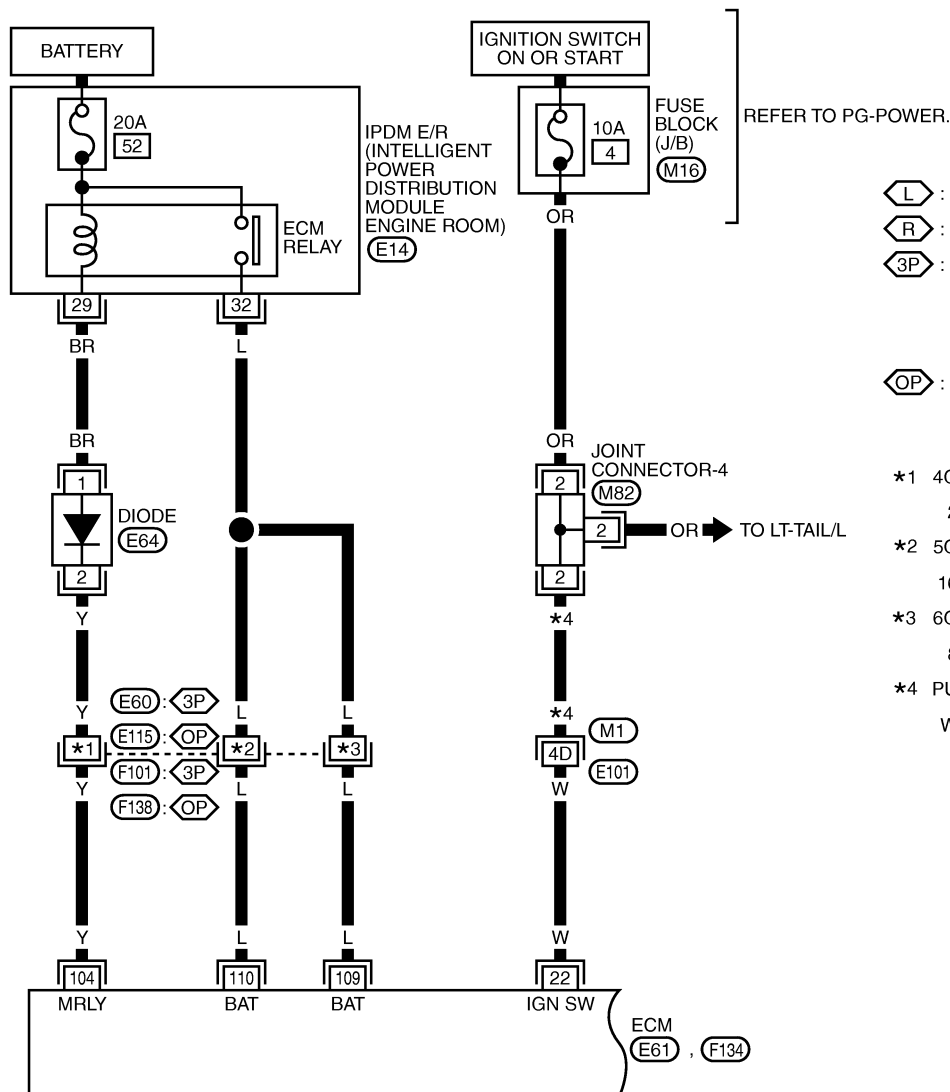 BATTERY
20A
52
ECM
RELAY
IPDM E/R
(INTELLIGENT
POWER
DISTRIBUTION
MODULE
ENGINE ROOM)
E14
IGNITION SWITCH
ON OR START
10A
4
FUSE
BLOCK
(J/B)
M16
REFER TO PG-POWER.
L :
R :
3P :
OP :
29
32
BR
L
OR
BR
OR
1
DIODE
E64
2
JOINT
CONNECTOR-4
M82
2
2
OR
TO LT-TAIL/L
2
Y
*4
Y
E60 : 3P
L
L
*4
*1
E115 : OP
*2
*3
4D
M1
F101 : 3P
E101
Y
F138 : OP
L
L
W
Y
L
L
W
104
110
109
22
MRLY
BAT
BAT
IGN SW
ECM
E61 , F134
*1
*2
*3
*4 PU
W